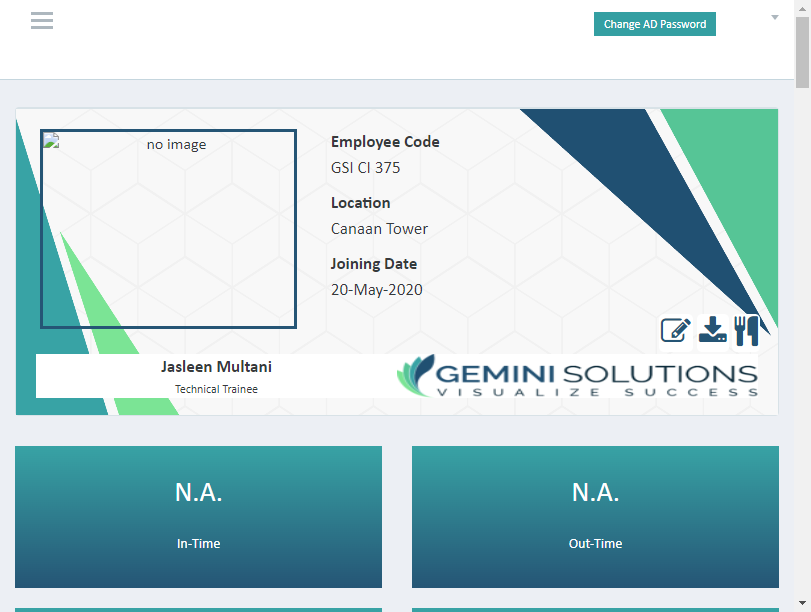 Change AD Password
no image
Employee Code
GSI CI 375
Location
Canaan Tower
Joining Date
20-May-2020
Jasleen Multani
Technical Trainee
GEMINI SOLUTIONS
VISUALIZE SUCCESS
N.A.
In-Time
N.A.
Out-Time